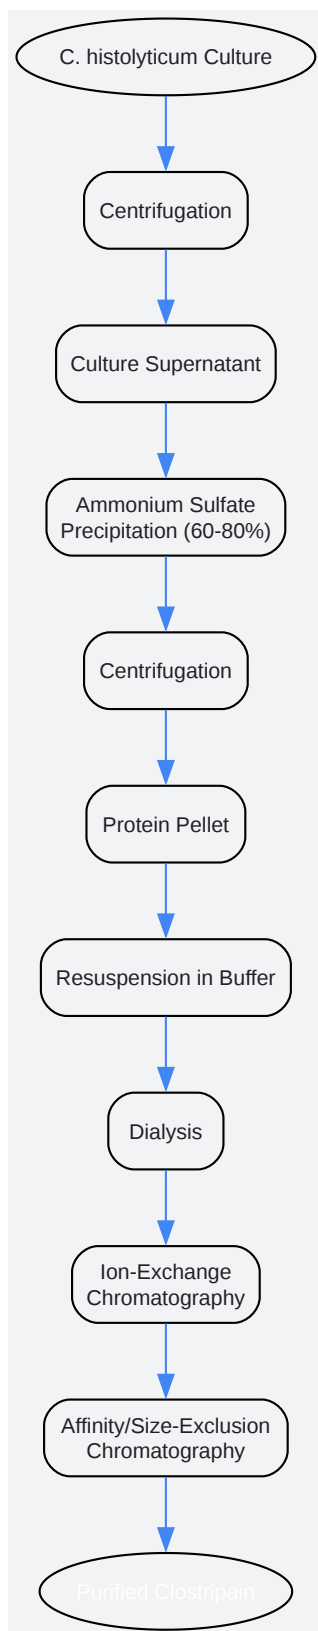 C. histolyticum Culture
Centrifugation
Culture Supernatant
Ammonium Sulfate
Precipitation (60-80%)
Centrifugation
Protein Pellet
Resuspension in Buffer
Dialysis
Ion-Exchange
Chromatography
Affinity/Size-Exclusion
Chromatography
Purified Clostripain